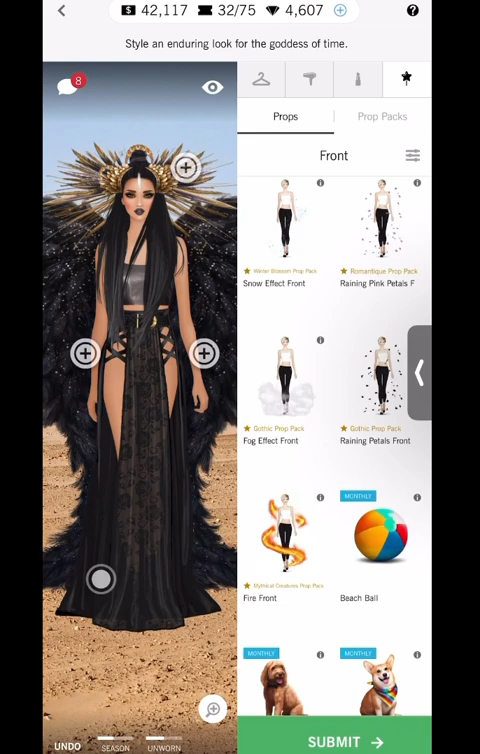 $ 42,117 32/75 4,607 ?
Style an enduring look for the goddess of time.
8
Props
Prop Packs
Front
Winter Blossom Prop Pack
Snow Effect Front
Romantique Prop Pack
Raining Pink Petals F
Gothic Prop Pack
Fog Effect Front
Gothic Prop Pack
Raining Petals Front
Mythical Creatures Prop Pack
Fire Front
MONTHLY
Beach Ball
MONTHLY
MONTHLY
UNDO
SEASON
UNWORN
SUBMIT